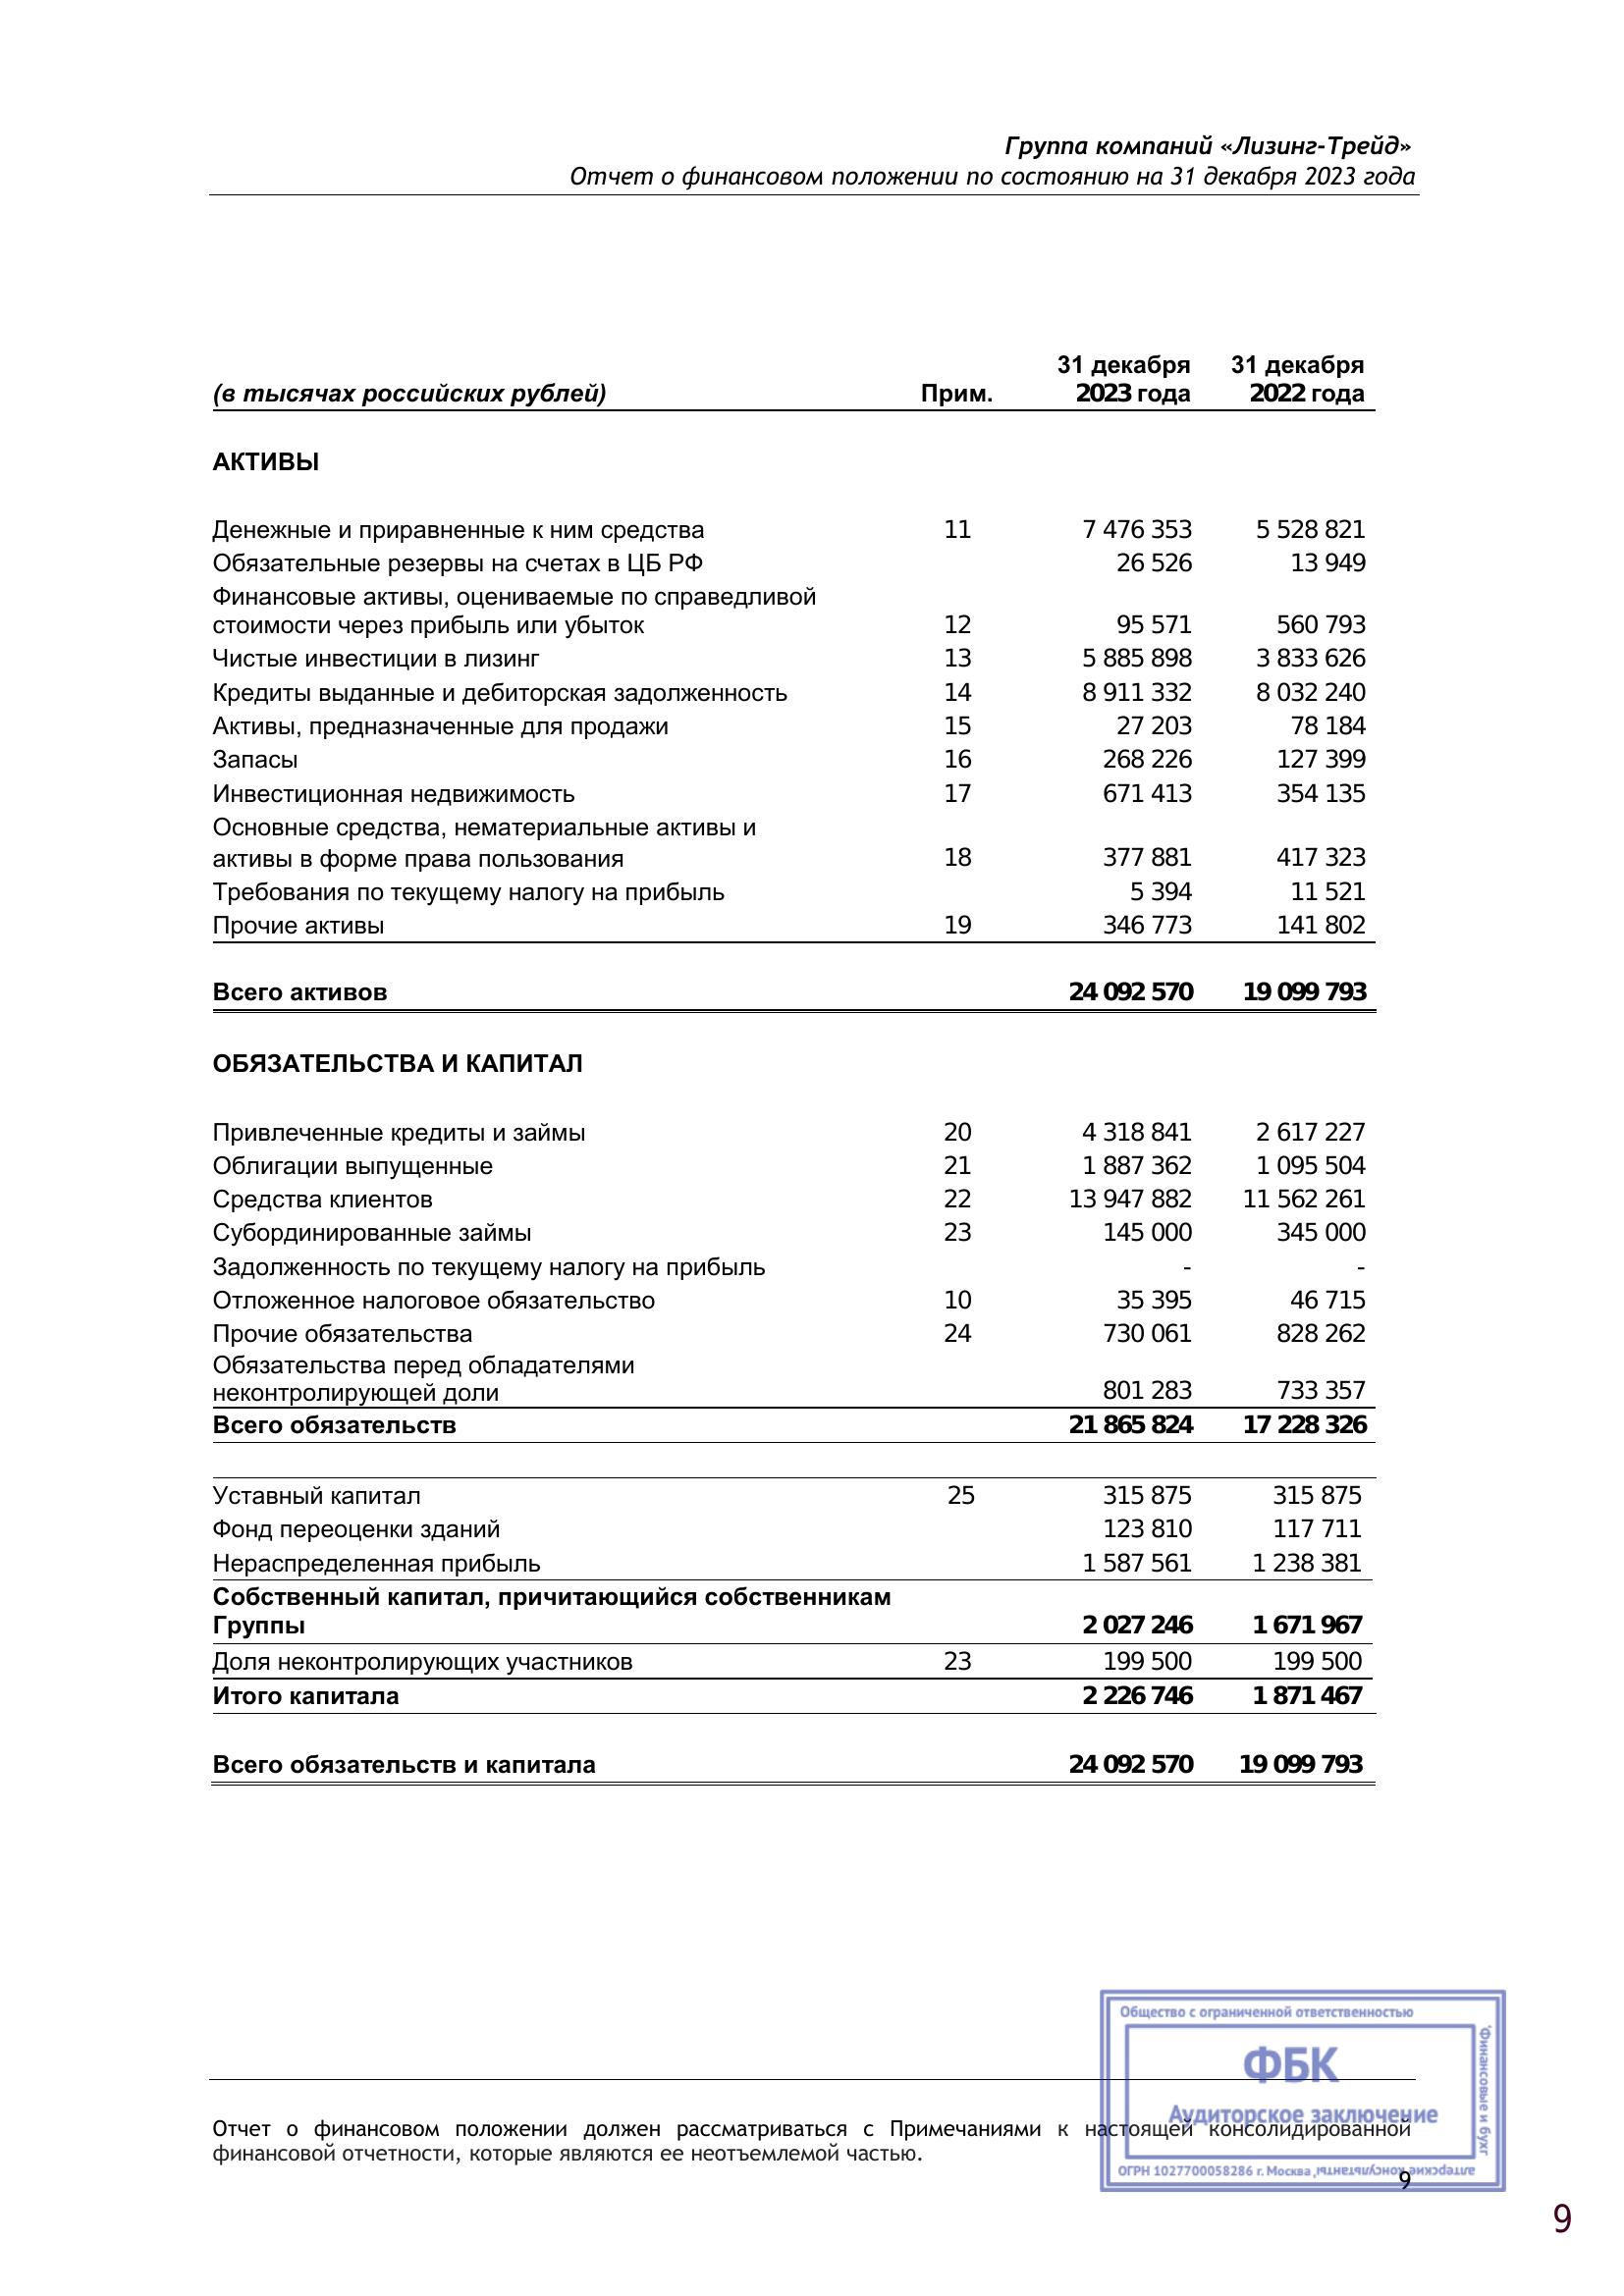 Группа компаний «Лизинг-Трейд»
Отчет о финансовом положении по состоянию на 31 декабря 2023 года
31 декабря 31 декабря
(в тысячах российских рублей) Прим. 2023 года 2022 года
АКТИВЫ
Денежные и приравненные к ним средства 11 7 476 353 5 528 821
Обязательные резервы на счетах в ЦБ РФ 26 526 13 949
Финансовые активы, оцениваемые по справедливой
стоимости через прибыль или убыток 12 95 571 560 793
Чистые инвестиции в лизинг 13 5 885 898 3 833 626
Кредиты выданные и дебиторская задолженность 14 8 911 332 8 032 240
Активы, предназначенные для продажи 15 27 203 78 184
Запасы 16 268 226 127 399
Инвестиционная недвижимость 17 671 413 354 135
Основные средства, нематериальные активы и
активы в форме права пользования 18 377 881 417 323
Требования по текущему налогу на прибыль 5 394 11 521
Прочие активы 19 346 773 141 802
Всего активов 24 092 570 19 099 793
ОБЯЗАТЕЛЬСТВА И КАПИТАЛ
Привлеченные кредиты и займы 20 4 318 841 2 617 227
Облигации выпущенные 21 1 887 362 1 095 504
Средства клиентов 22 13 947 882 11 562 261
Субординированные займы 23 145 000 345 000
Задолженность по текущему налогу на прибыль - -
Отложенное налоговое обязательство 10 35 395 46 715
Прочие обязательства 24 730 061 828 262
Обязательства перед обладателями
неконтролирующей доли 801 283 733 357
Всего обязательств 21 865 824 17 228 326
Уставный капитал 25 315 875 315 875
Фонд переоценки зданий 123 810 117 711
Нераспределенная прибыль 1 587 561 1 238 381
Собственный капитал, причитающийся собственникам
Группы 2 027 246 1 671 967
Доля неконтролирующих участников 23 199 500 199 500
Итого капитала 2 226 746 1 871 467
Всего обязательств и капитала 24 092 570 19 099 793
Общество с ограниченной ответственностью
"Финансовые и бухг
алтерские консультанты,
ФБК
Аудиторское заключение
ОГРН 1027700058286 г. Москва
Отчет о финансовом положении должен рассматриваться с Примечаниями к настоящей консолидированной
финансовой отчетности, которые являются ее неотъемлемой частью.
9
9